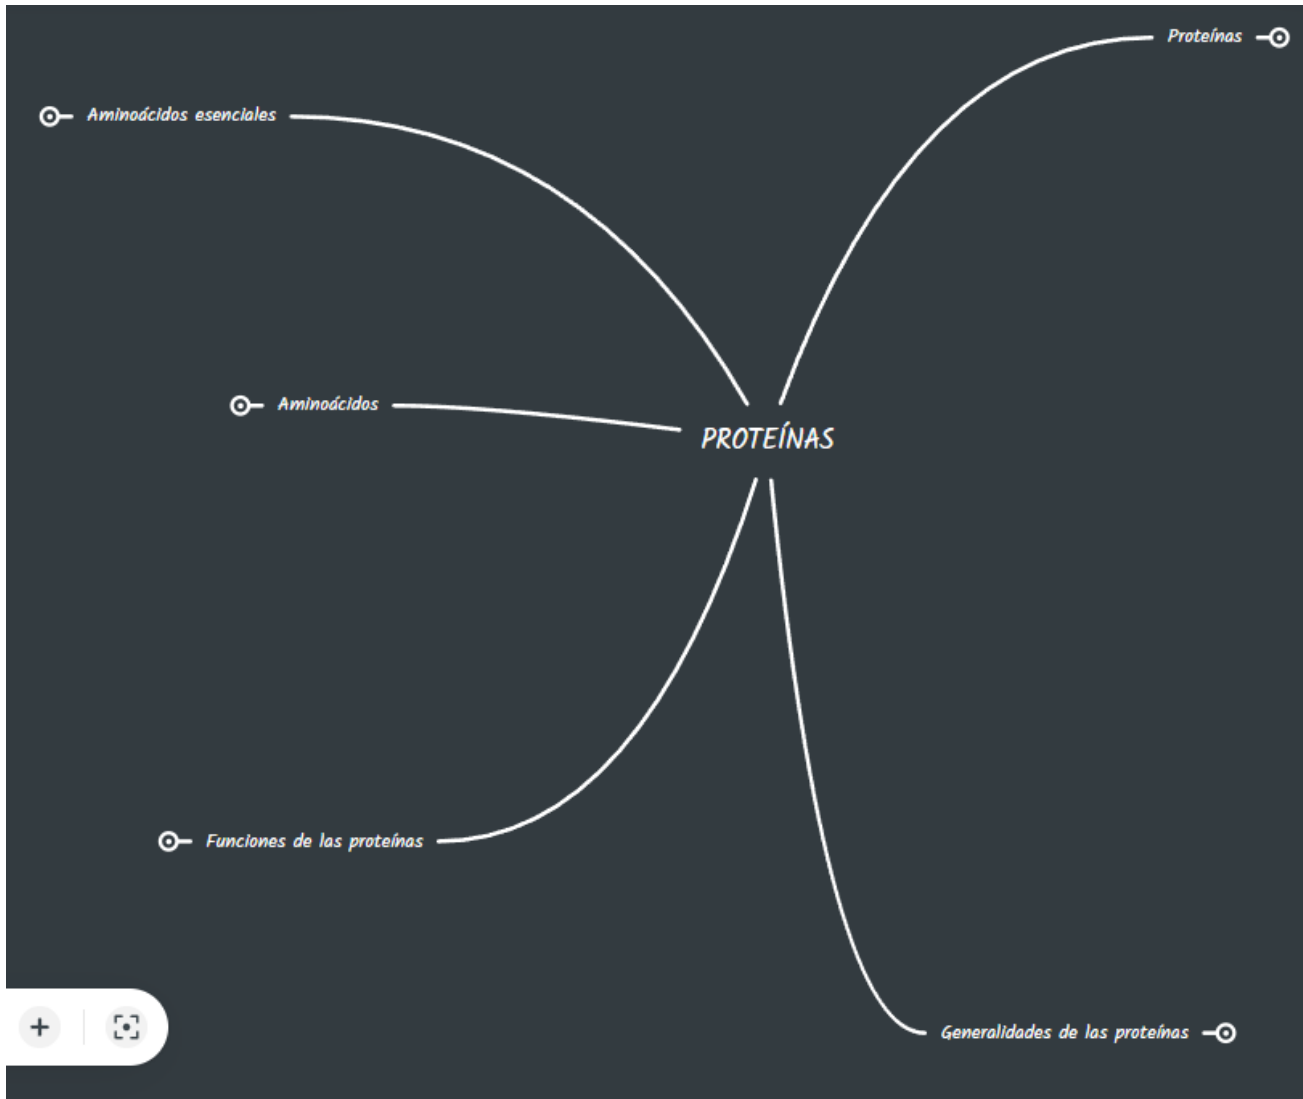 Proteínas
Aminoácidos esenciales
Aminoácidos
PROTEÍNAS
Funciones de las proteínas
Generalidades de las proteínas